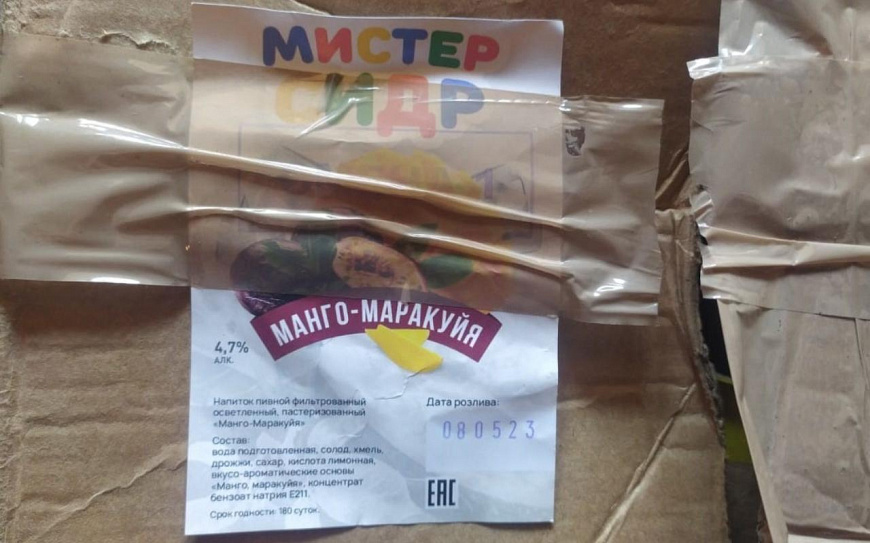 МИСТЕР
СИДР
МАНГО-МАРАКУЙЯ
4,7%
АЛК.
Напиток пивной фильтрованный
осветленный, пастеризованный
«Манго-Маракуйя»
Состав:
вода подготовленная, солод, хмель,
дрожжи, сахар, кислота лимонная,
вкусо-ароматические основы
«Манго, маракуйя», концентрат
бензоат натрия Е211.
Срок годности: 180 суток.
Дата розлива:
080523
ЕАС